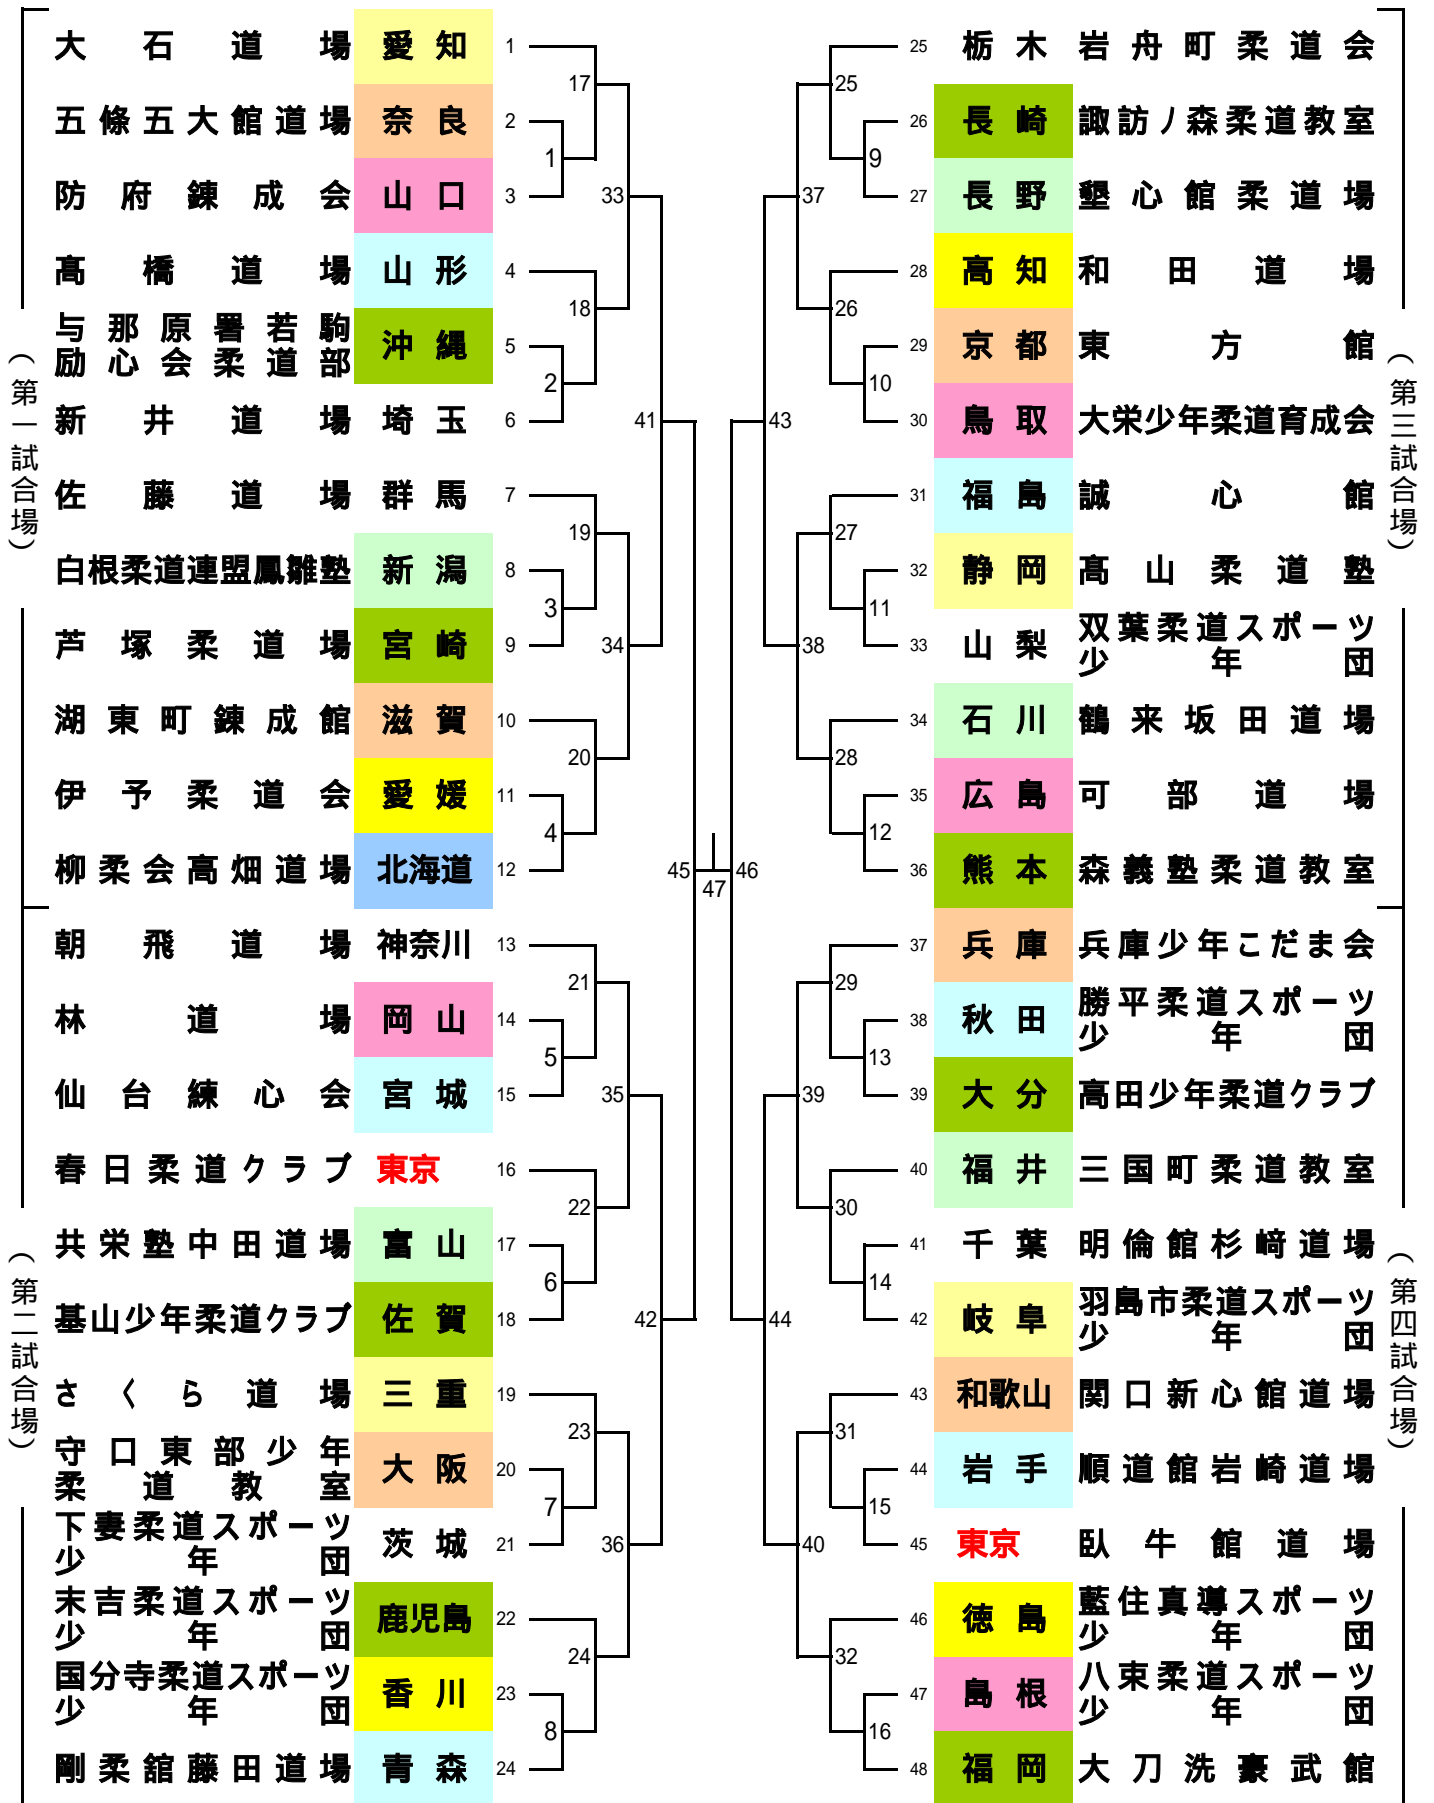 (第一試合場)
大石道場 愛知 1
五條五大館道場 奈良 2
防府錬成会 山口 3
髙橋道場 山形 4
与那原署若駒
励心会柔道部 沖縄 5
新井道場 埼玉 6
佐藤道場 群馬 7
白根柔道連盟鳳雛塾 新潟 8
芦塚柔道場 宮崎 9
湖東町錬成館 滋賀 10
伊予柔道会 愛媛 11
柳柔会高畑道場 北海道 12
(第二試合場)
朝飛道場 神奈川 13
林道場 岡山 14
仙台練心会 宮城 15
春日柔道クラブ 東京 16
共栄塾中田道場 富山 17
基山少年柔道クラブ 佐賀 18
さくら道場 三重 19
守口東部少年
柔道教室 大阪 20
下妻柔道スポーツ
少年団 茨城 21
末吉柔道スポーツ
少年団 鹿児島 22
国分寺柔道スポーツ
少年団 香川 23
剛柔舘藤田道場 青森 24
17
1
33
18
2
41
19
3
34
20
4
45
47
46
21
5
35
22
6
42
23
7
36
24
8
25
9
37
26
10
43
27
11
38
28
12
29
13
39
30
14
44
31
15
40
32
16
25 栃木 岩舟町柔道会
26 長崎 諏訪ノ森柔道教室
27 長野 墾心館柔道場
28 高知 和田道場
29 京都 東方館
30 鳥取 大栄少年柔道育成会
31 福島 誠心館
32 静岡 髙山柔道塾
33 山梨 双葉柔道スポーツ
少年団
34 石川 鶴来坂田道場
35 広島 可部道場
36 熊本 森義塾柔道教室
(第三試合場)
37 兵庫 兵庫少年こだま会
38 秋田 勝平柔道スポーツ
少年団
39 大分 高田少年柔道クラブ
40 福井 三国町柔道教室
41 千葉 明倫館杉﨑道場
42 岐阜 羽島市柔道スポーツ
少年団
43 和歌山 関口新心館道場
44 岩手 順道館岩崎道場
45 東京 臥牛館道場
46 徳島 藍住真導スポーツ
少年団
47 島根 八束柔道スポーツ
少年団
48 福岡 大刀洗豪武館
(第四試合場)